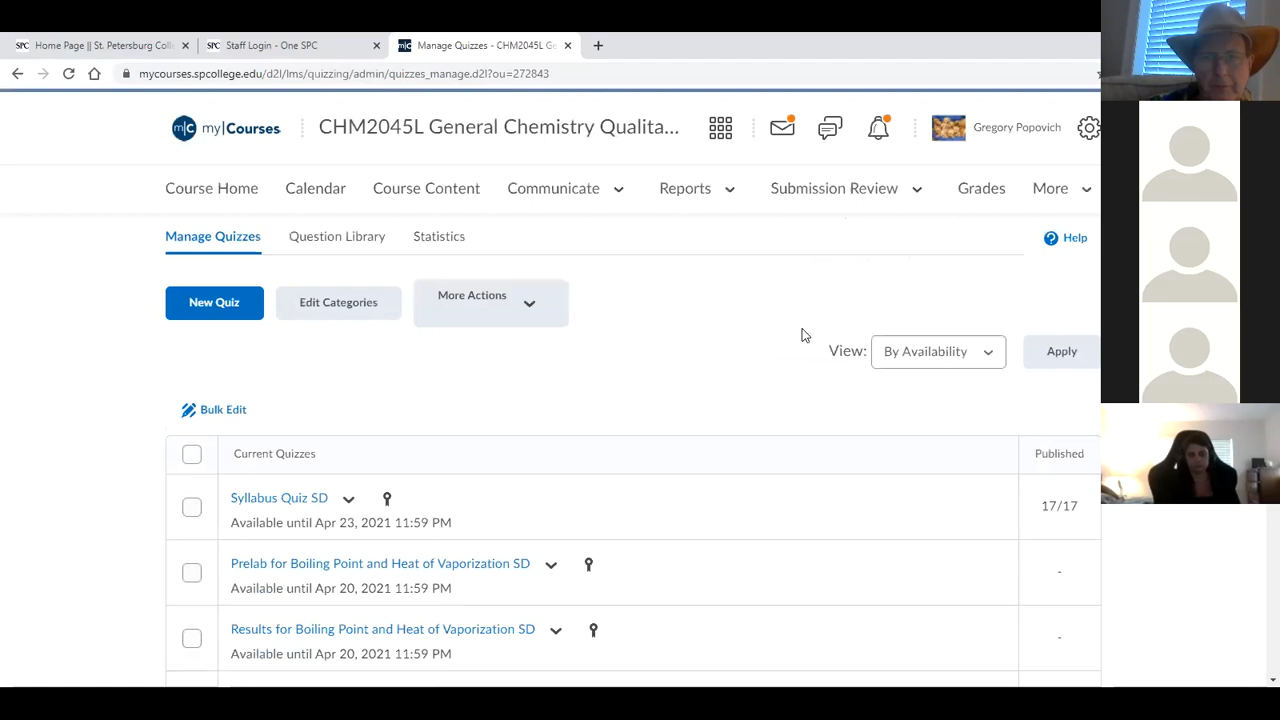 Home Page || St. Petersburg Coll
Staff Login - One SPC
Manage Quizzes - CHM2045L Ge
mycourses.spcollege.edu/d2l/lms/quizzing/admin/quizzes_manage.d2l?ou=272843
m|c my|Courses
CHM2045L General Chemistry Qualita...
Gregory Popovich
Course Home Calendar Course Content Communicate Reports Submission Review Grades More
Manage Quizzes Question Library Statistics
Help
New Quiz Edit Categories More Actions
View: By Availability Apply
Bulk Edit
Current Quizzes Published
Syllabus Quiz SD
Available until Apr 23, 2021 11:59 PM
17/17
Prelab for Boiling Point and Heat of Vaporization SD
Available until Apr 20, 2021 11:59 PM
-
Results for Boiling Point and Heat of Vaporization SD
Available until Apr 20, 2021 11:59 PM
-